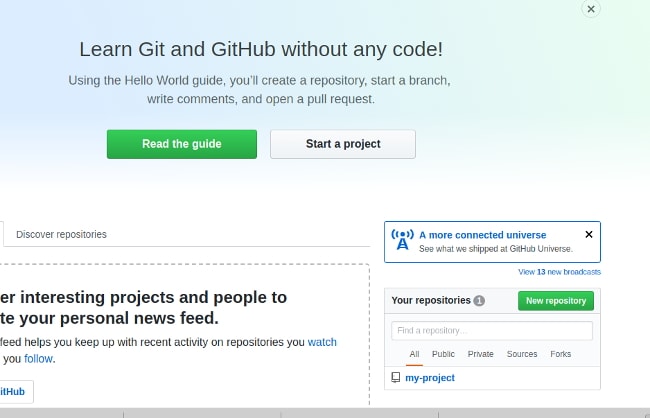 Learn Git and GitHub without any code!
Using the Hello World guide, you’ll create a repository, start a branch,
write comments, and open a pull request.
Read the guide
Start a project
Discover repositories
A more connected universe
See what we shipped at GitHub Universe.
View 13 new broadcasts
er interesting projects and people to
te your personal news feed.
feed helps you keep up with recent activity on repositories you watch
you follow.
itHub
Your repositories 1
New repository
Find a repository…
All Public Private Sources Forks
my-project